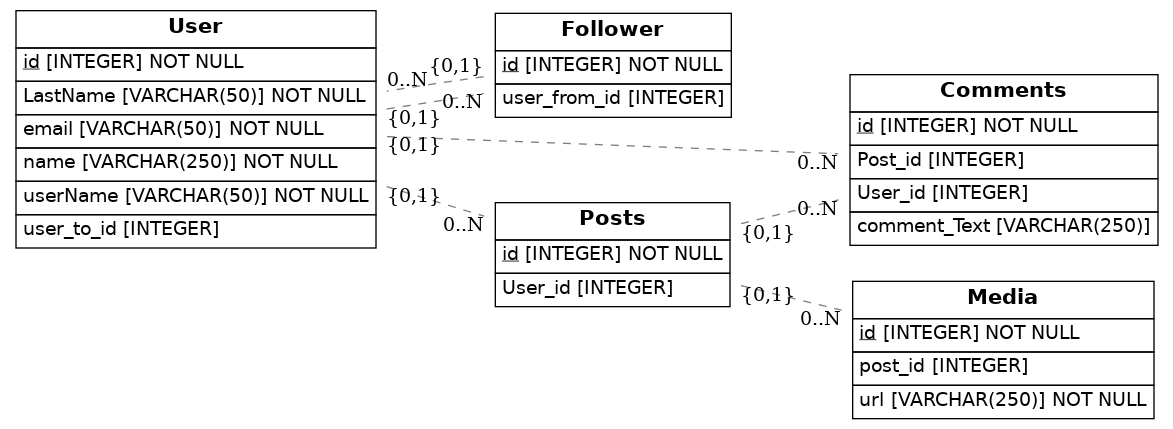 User
id [INTEGER] NOT NULL
LastName [VARCHAR(50)] NOT NULL
email [VARCHAR(50)] NOT NULL
name [VARCHAR(250)] NOT NULL
userName [VARCHAR(50)] NOT NULL
user_to_id [INTEGER]
0..N
{0,1}
{0,1}
0..N
{0,1}
0..N
{0,1}
0..N
Follower
id [INTEGER] NOT NULL
user_from_id [INTEGER]
Posts
id [INTEGER] NOT NULL
User_id [INTEGER]
{0,1}
0..N
{0,1}
0..N
Comments
id [INTEGER] NOT NULL
Post_id [INTEGER]
User_id [INTEGER]
comment_Text [VARCHAR(250)]
Media
id [INTEGER] NOT NULL
post_id [INTEGER]
url [VARCHAR(250)] NOT NULL